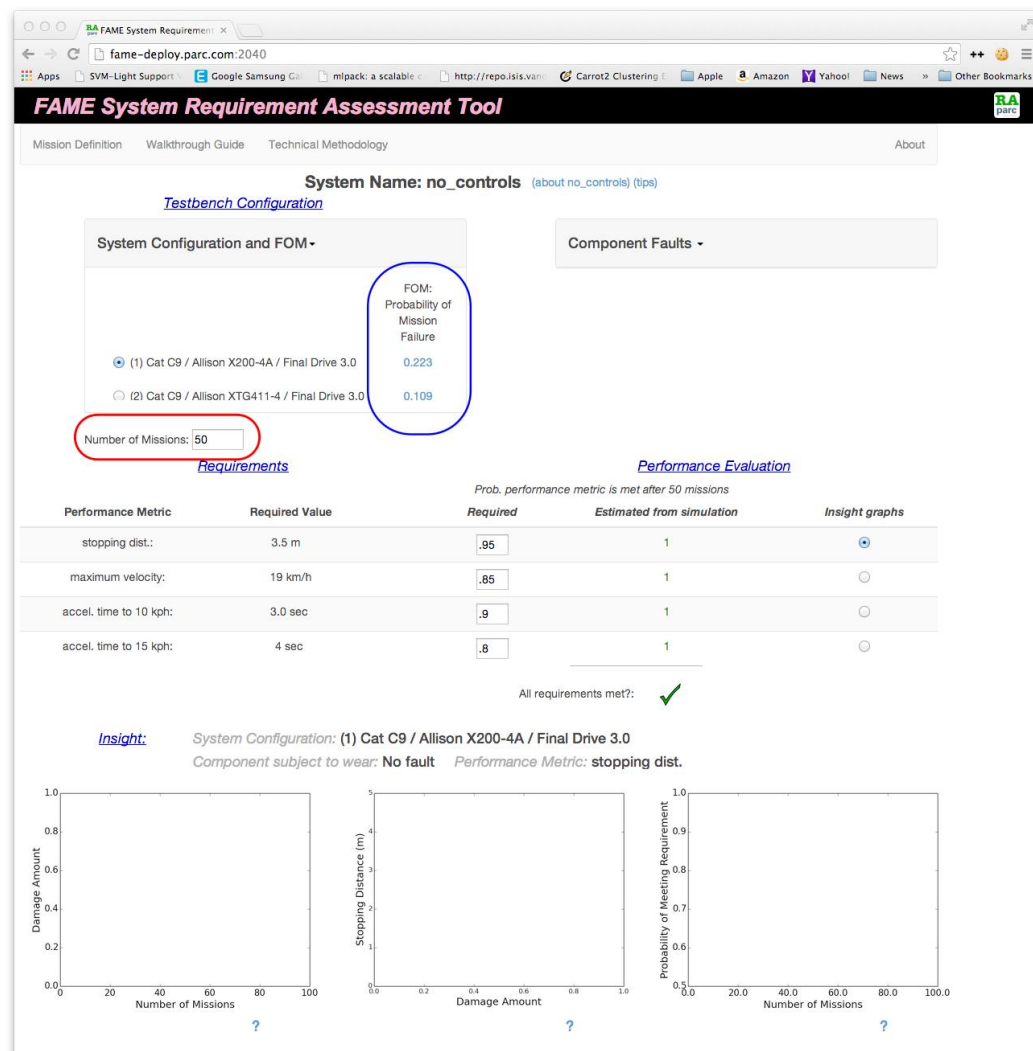 RA parc FAME System Requirement ×
fame-deploy.parc.com:2040
Apps SVM-Light Support Google Samsung Ga mlpack: a scalable c http://repo.isis.van Carrot2 Clustering E Apple Amazon Yahoo! News » Other Bookmarks
FAME System Requirement Assessment Tool
RA parc
Mission Definition Walkthrough Guide Technical Methodology About
System Name: no_controls (about no_controls) (tips)
Testbench Configuration
System Configuration and FOM
Component Faults
FOM:
Probability of
Mission
Failure
(1) Cat C9 / Allison X200-4A / Final Drive 3.0 0.223
(2) Cat C9 / Allison XTG411-4 / Final Drive 3.0 0.109
Number of Missions: 50
Requirements Performance Evaluation
Prob. performance metric is met after 50 missions
Performance Metric Required Value Required Estimated from simulation Insight graphs
stopping dist.: 3.5 m .95 1
maximum velocity: 19 km/h .85 1
accel. time to 10 kph: 3.0 sec .9 1
accel. time to 15 kph: 4 sec .8 1
All requirements met?:
Insight: System Configuration: (1) Cat C9 / Allison X200-4A / Final Drive 3.0
Component subject to wear: No fault Performance Metric: stopping dist.
Damage Amount
1.0
0.8
0.6
0.4
0.2
0.0
0 20 40 60 80 100
Number of Missions
?
Stopping Distance (m)
5
4
3
2
1
0
0.0 0.2 0.4 0.6 0.8 1.0
Damage Amount
?
Probability of Meeting Requirement
1.0
0.9
0.8
0.7
0.6
0.5
0.0 20.0 40.0 60.0 80.0 100.0
Number of Missions
?